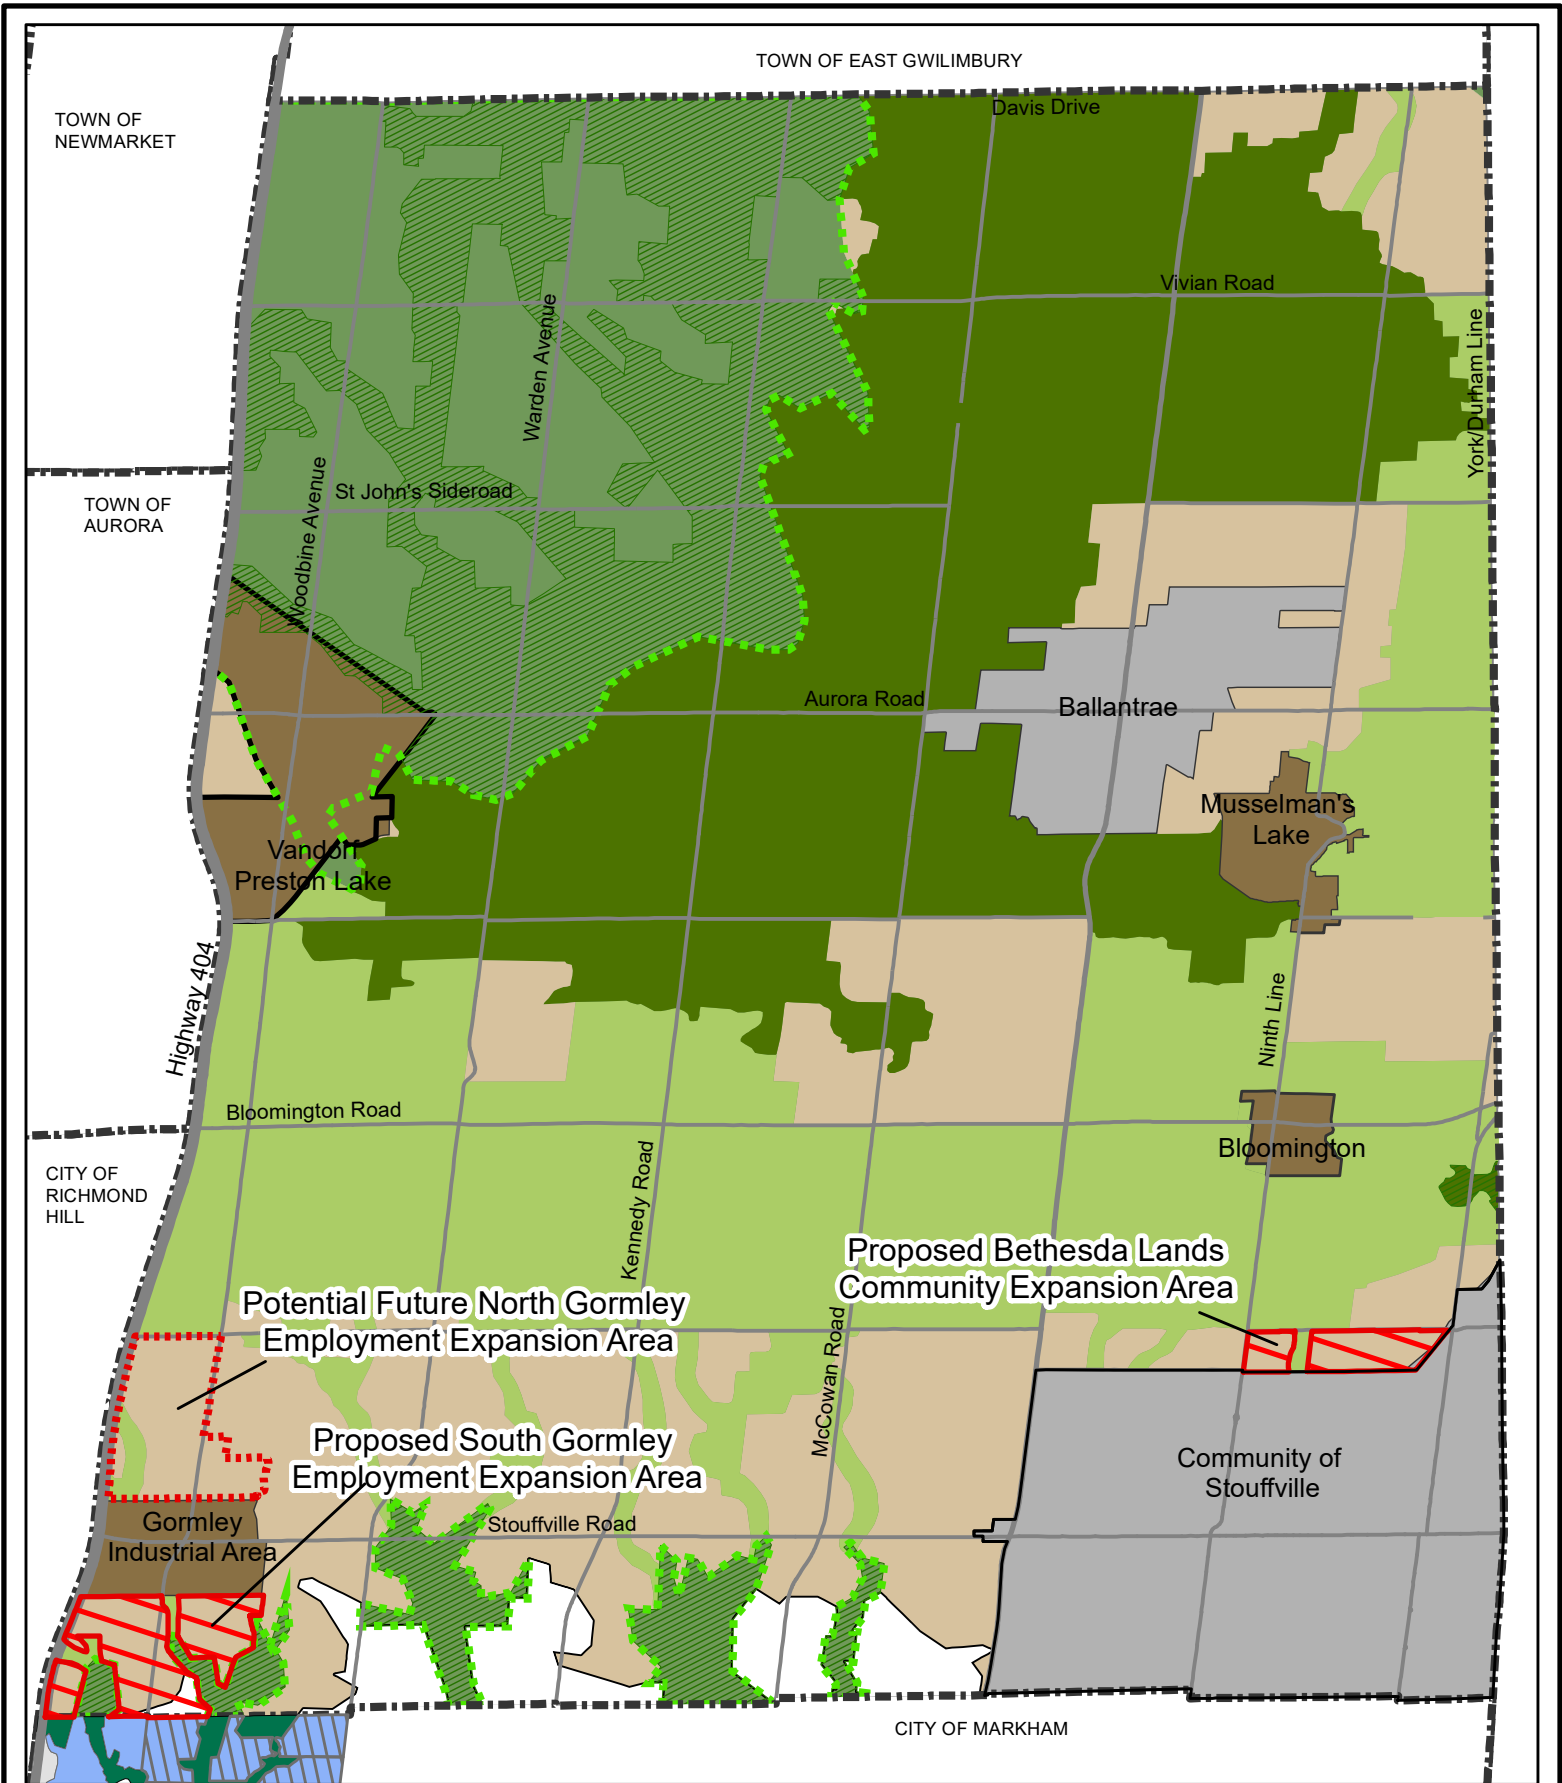 TOWN OF EAST GWILIMBURY
Davis Drive
TOWN OF
NEWMARKET
Vivian Road
Warden Avenue
York/Durham Line
Woodbine Avenue
St John's Sideroad
TOWN OF
AURORA
Aurora Road
Ballantrae
Musselman's
Lake
Vandorf
Preston Lake
Highway 404
Ninth Line
Bloomington Road
Bloomington
CITY OF
RICHMOND
HILL
Kennedy Road
Proposed Bethesda Lands
Community Expansion Area
Potential Future North Gormley
Employment Expansion Area
McCowan Road
Proposed South Gormley
Employment Expansion Area
Community of
Stouffville
Gormley
Industrial Area
Stouffville Road
CITY OF MARKHAM